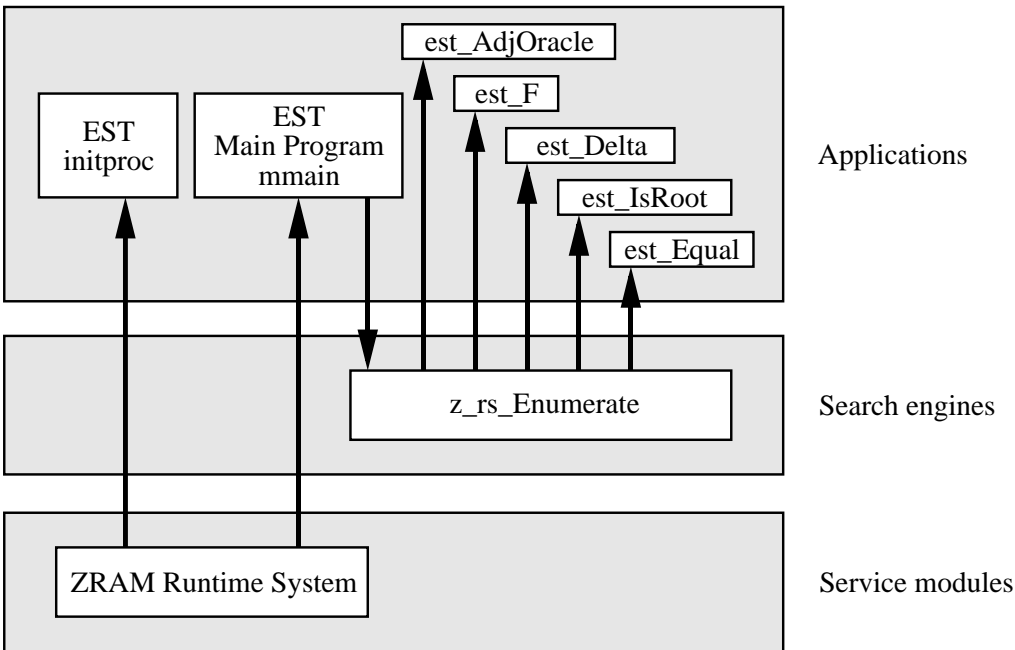 est_AdjOracle
est_F
EST
initproc
EST
Main Program
mmain
est_Delta
Applications
est_IsRoot
est_Equal
z_rs_Enumerate
Search engines
ZRAM Runtime System
Service modules